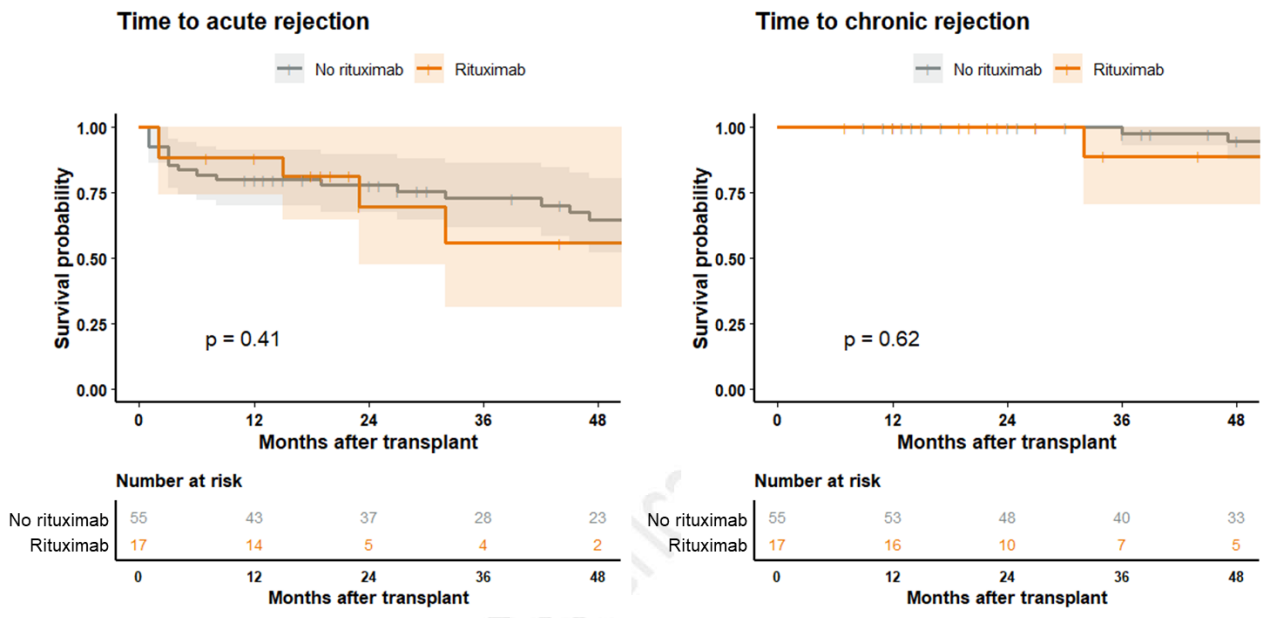 Time to acute rejection
No rituximab Rituximab
Survival probability
1.00
0.75
0.50
0.25
0.00
p = 0.41
0 12 24 36 48
Months after transplant
Number at risk
No rituximab 55 43 37 28 23
Rituximab 17 14 5 4 2
0 12 24 36 48
Months after transplant
Time to chronic rejection
No rituximab Rituximab
Survival probability
1.00
0.75
0.50
0.25
0.00
p = 0.62
0 12 24 36 48
Months after transplant
Number at risk
No rituximab 55 53 48 40 33
Rituximab 17 16 10 7 5
0 12 24 36 48
Months after transplant